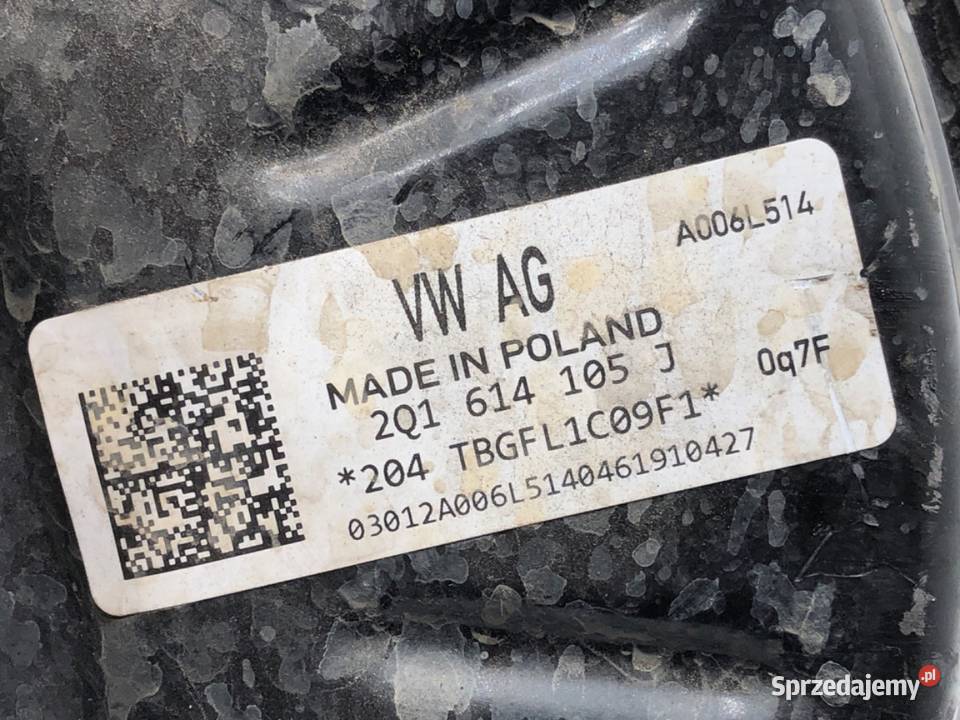 A006L514
VW AG
MADE IN POLAND
2Q1 614 105 J
0q7F
*204 TBGFL1C09F1*
03012A006L5140461910427
Sprzedajemy.pl